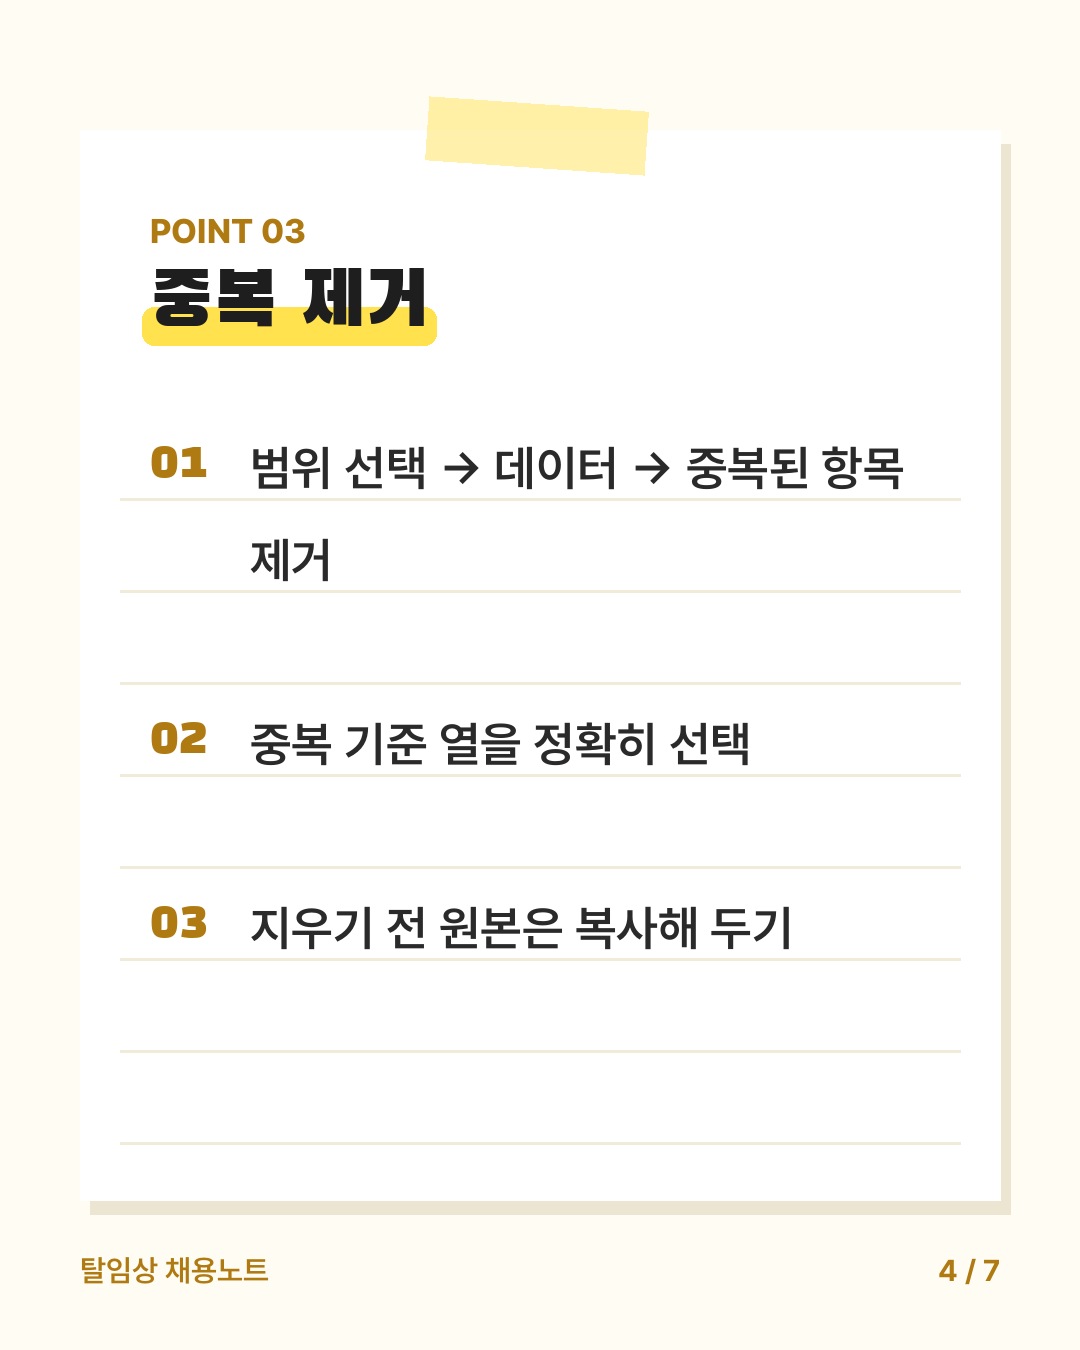 POINT 03
중복 제거
01 범위 선택 → 데이터 → 중복된 항목
제거
02 중복 기준 열을 정확히 선택
03 지우기 전 원본은 복사해 두기
탈임상 채용노트
4 / 7